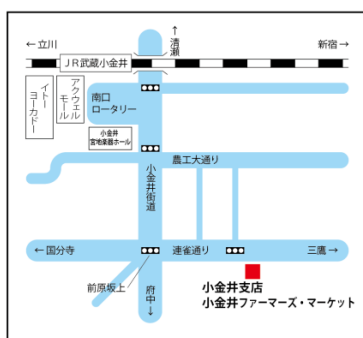 ↑
清瀬
←立川
新宿→
JR武蔵小金井
イトー
ヨーカドー
アクウェル
モール
南口
ロータリー
小金井
宮地楽器ホール
農工大通り
小金井街道
←国分寺
連雀通り
三鷹→
前原坂上
府中→
小金井支店
小金井ファーマーズ・マーケット